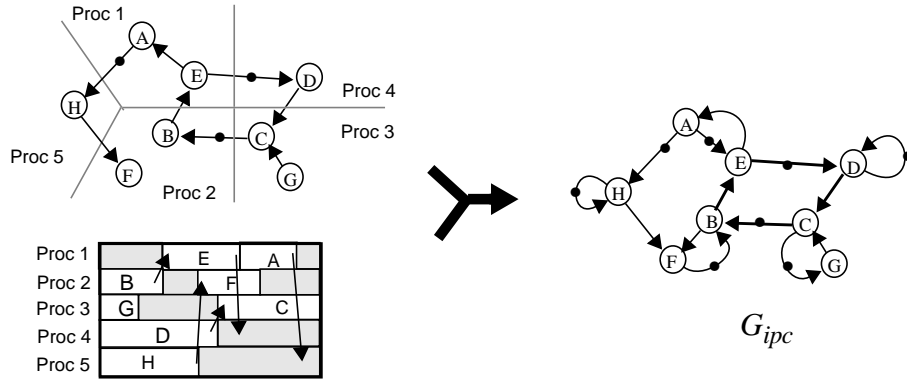 Proc 1
A
E
D
Proc 4
H
Proc 3
B
C
Proc 5
F
G
Proc 2
Proc 1 E A
Proc 2 B F
Proc 3 G C
Proc 4 D
Proc 5 H
A
E
D
H
B
C
F
G
G_ipc